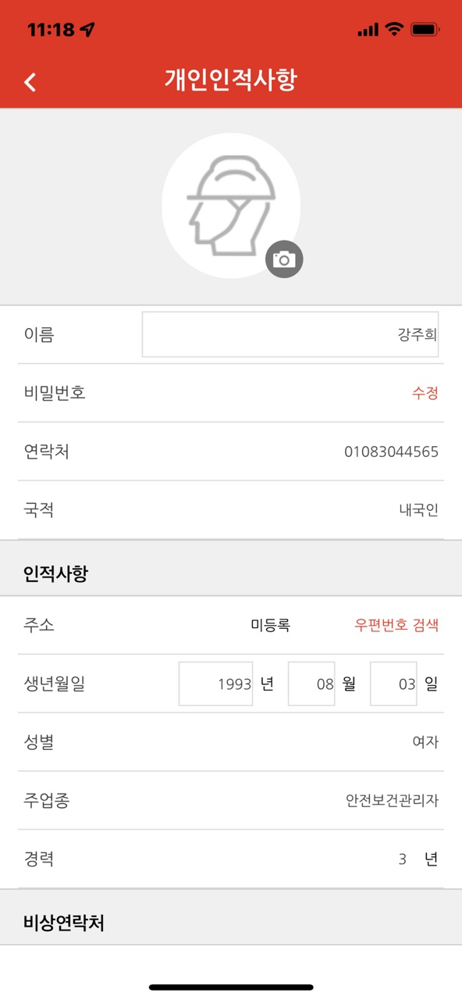 11:18
개인인적사항
이름 강주희
비밀번호 수정
연락처 01083044565
국적 내국인
인적사항
주소 미등록 우편번호 검색
생년월일 1993 년 08 월 03 일
성별 여자
주업종 안전보건관리자
경력 3 년
비상연락처